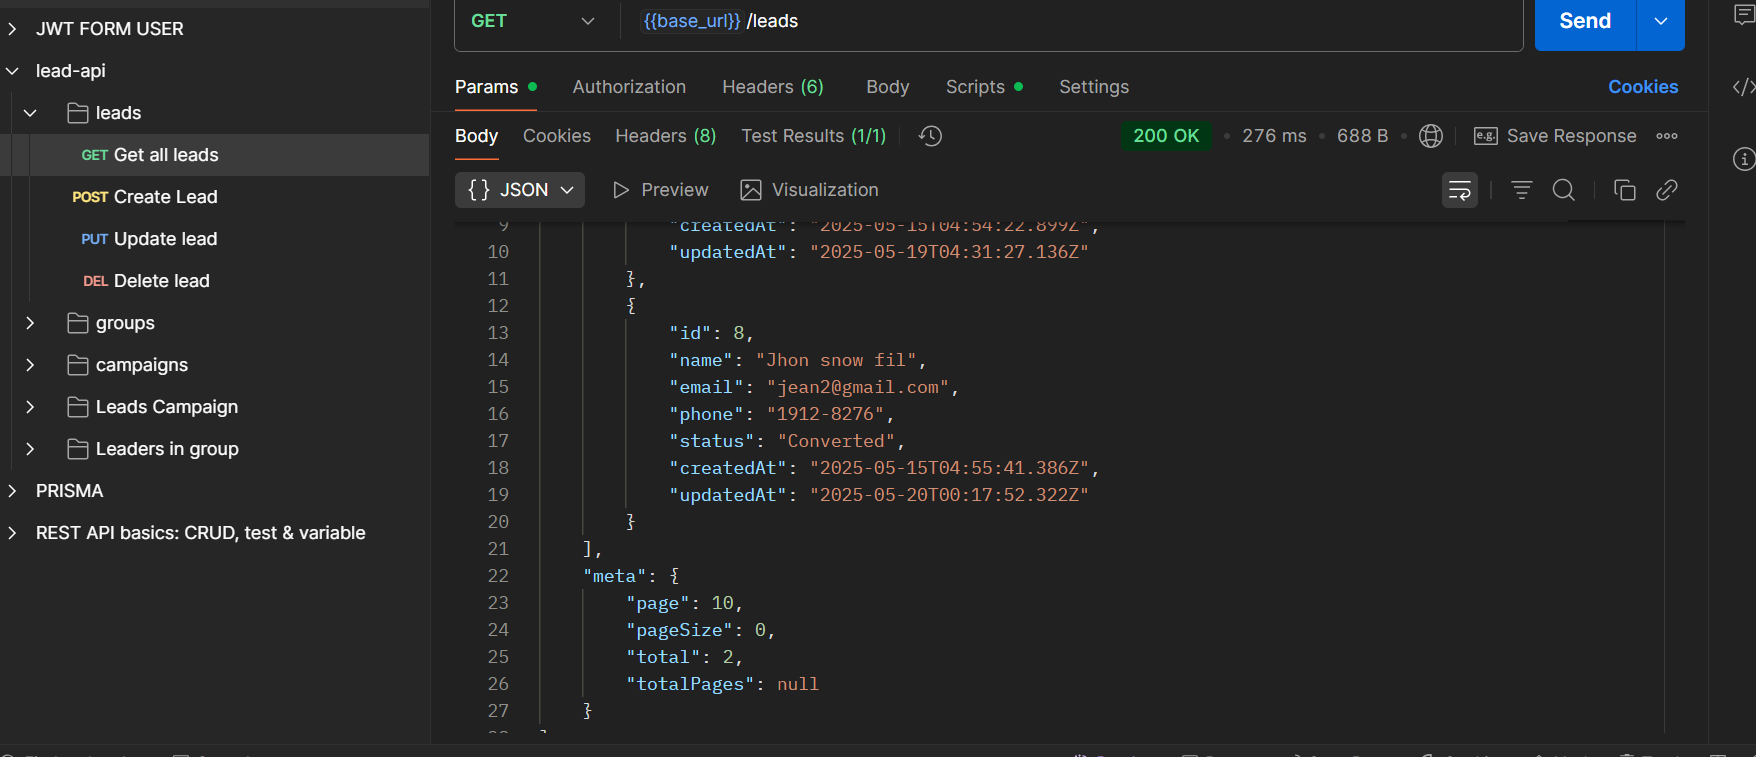 JWT FORM USER
lead-api
leads
GET Get all leads
POST Create Lead
PUT Update lead
DEL Delete lead
groups
campaigns
Leads Campaign
Leaders in group
PRISMA
REST API basics: CRUD, test & variable
GET {{base_url}} /leads Send
Params Authorization Headers (6) Body Scripts Settings Cookies
Body Cookies Headers (8) Test Results (1/1) 200 OK 276 ms 688 B e.g. Save Response
{} JSON Preview Visualization
9 "createdAt": "2025-05-15T04:54:22.899Z",
10 "updatedAt": "2025-05-19T04:31:27.136Z"
11 },
12 {
13 "id": 8,
14 "name": "Jhon snow fil",
15 "email": "jean2@gmail.com",
16 "phone": "1912-8276",
17 "status": "Converted",
18 "createdAt": "2025-05-15T04:55:41.386Z",
19 "updatedAt": "2025-05-20T00:17:52.322Z"
20 }
21 ],
22 "meta": {
23 "page": 10,
24 "pageSize": 0,
25 "total": 2,
26 "totalPages": null
27 }